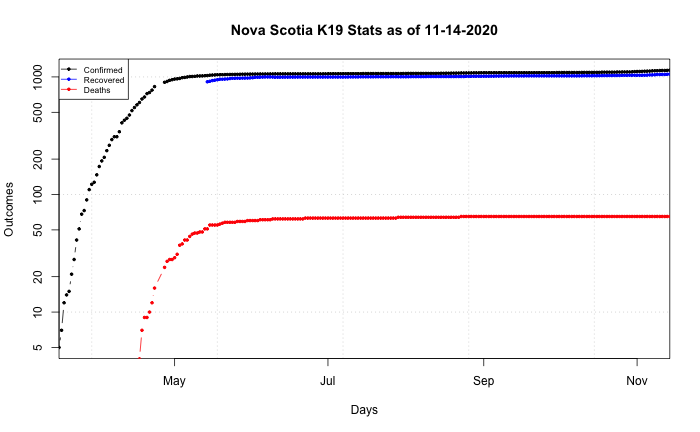 Nova Scotia K19 Stats as of 11-14-2020
Confirmed
Recovered
Deaths
1000
500
200
100
50
20
10
5
Outcomes
May Jul Sep Nov
Days